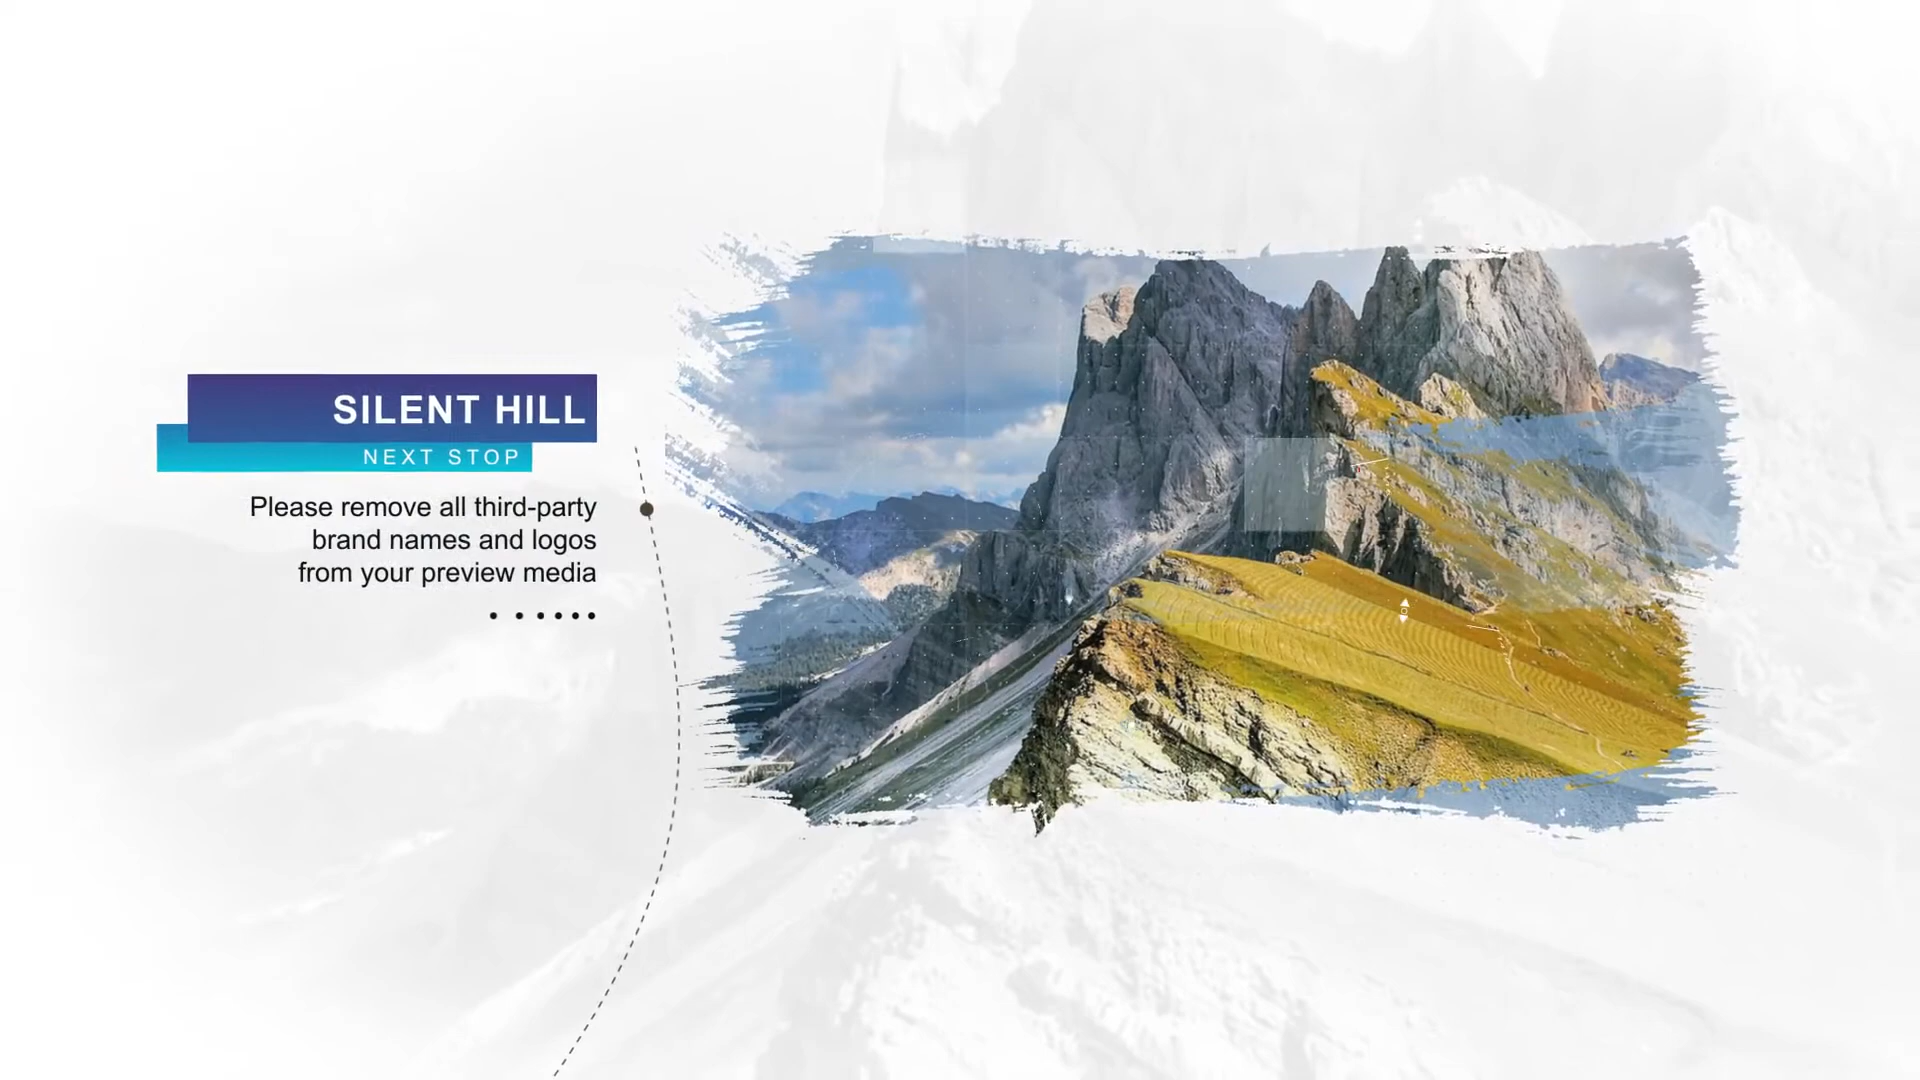 SILENT HILL
NEXT STOP
Please remove all third-party
brand names and logos
from your preview media